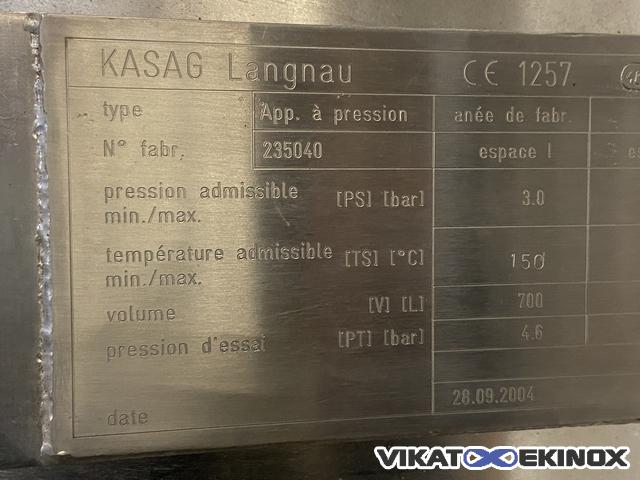 KASAG Langnau CE 1257
type App. à pression anée de fabr.
N° fabr. 235040 espace I
pression admissible [PS] [bar] 3.0
min./max.
température admissible [TS] [°C] 150
min./max.
volume [V] [L] 700
pression d'essai [PT] [bar] 4.6
date 28.09.2004
VIKATEKINOX